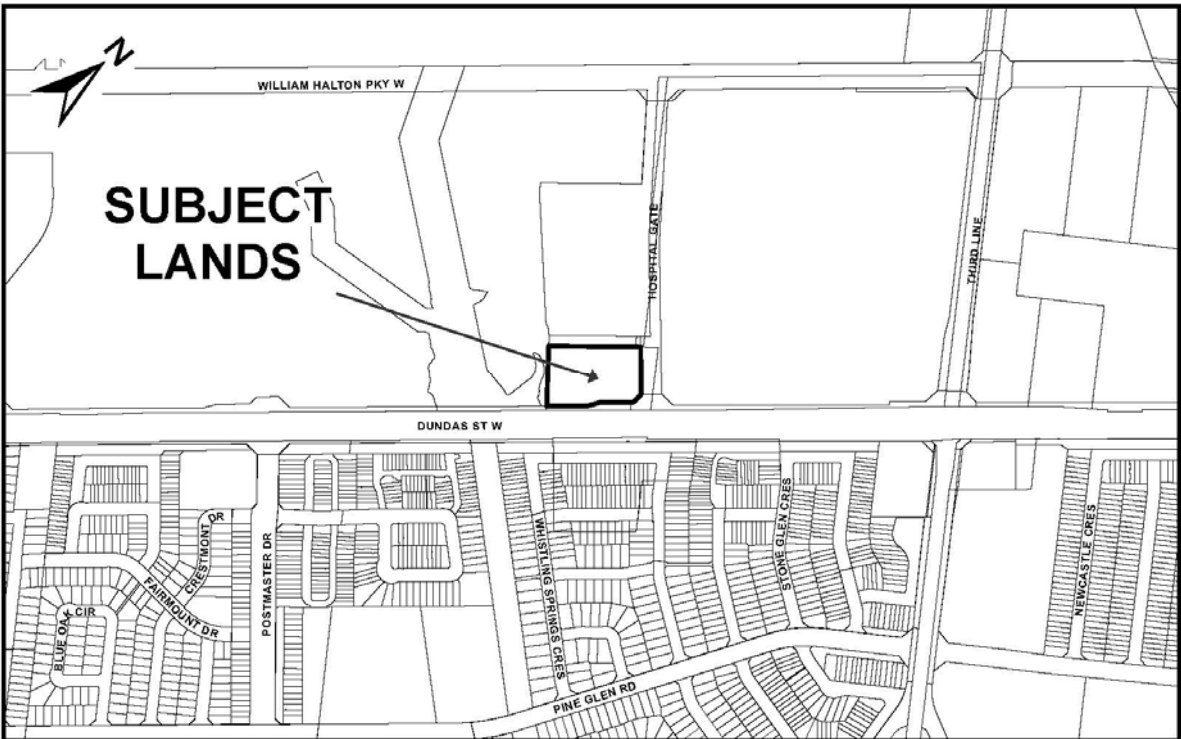 N
WILLIAM HALTON PKY W
SUBJECT
LANDS
HOSPITAL GATE
THIRD LINE
DUNDAS ST W
CRESTMONT DR
FAIRMOUNT DR
BLUE OAK CIR
POSTMASTER DR
WHISTLING SPRINGS CRES
STONE GLEN CRES
NEWCASTLE CRES
PINE GLEN RD